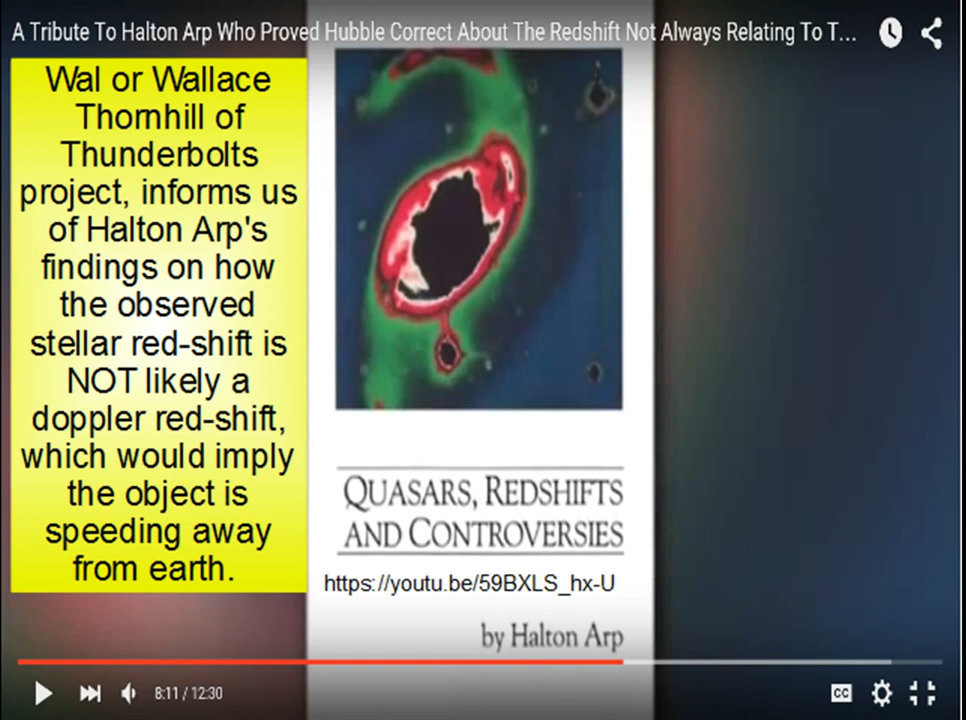 A Tribute To Halton Arp Who Proved Hubble Correct About The Redshift Not Always Relating To T...
Wal or Wallace
Thornhill of
Thunderbolts
project, informs us
of Halton Arp's
findings on how
the observed
stellar red-shift is
NOT likely a
doppler red-shift,
which would imply
the object is
speeding away
from earth.
QUASARS, REDSHIFTS
AND CONTROVERSIES
https://youtu.be/59BXLS_hx-U
by Halton Arp
8:11 / 12:30
CC